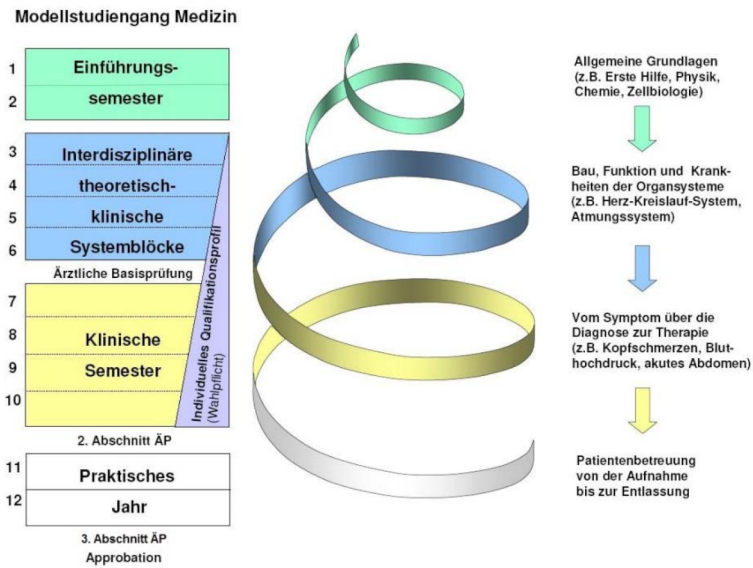 Modellstudiengang Medizin
1
Einführungs-
2
semester
3
Interdisziplinäre
4
theoretisch-
5
klinische
6
Systemblöcke
Ärztliche Basisprüfung
7
8
Klinische
9
Semester
10
Individuelles Qualifikationsprofil
(Wahlpflicht)
2. Abschnitt ÄP
11
Praktisches
12
Jahr
3. Abschnitt ÄP
Approbation
Allgemeine Grundlagen
(z.B. Erste Hilfe, Physik,
Chemie, Zellbiologie)
Bau, Funktion und Krank-
heiten der Organsysteme
(z.B. Herz-Kreislauf-System,
Atmungssystem)
Vom Symptom über die
Diagnose zur Therapie
(z.B. Kopfschmerzen, Blut-
hochdruck, akutes Abdomen)
Patientenbetreuung
von der Aufnahme
bis zur Entlassung